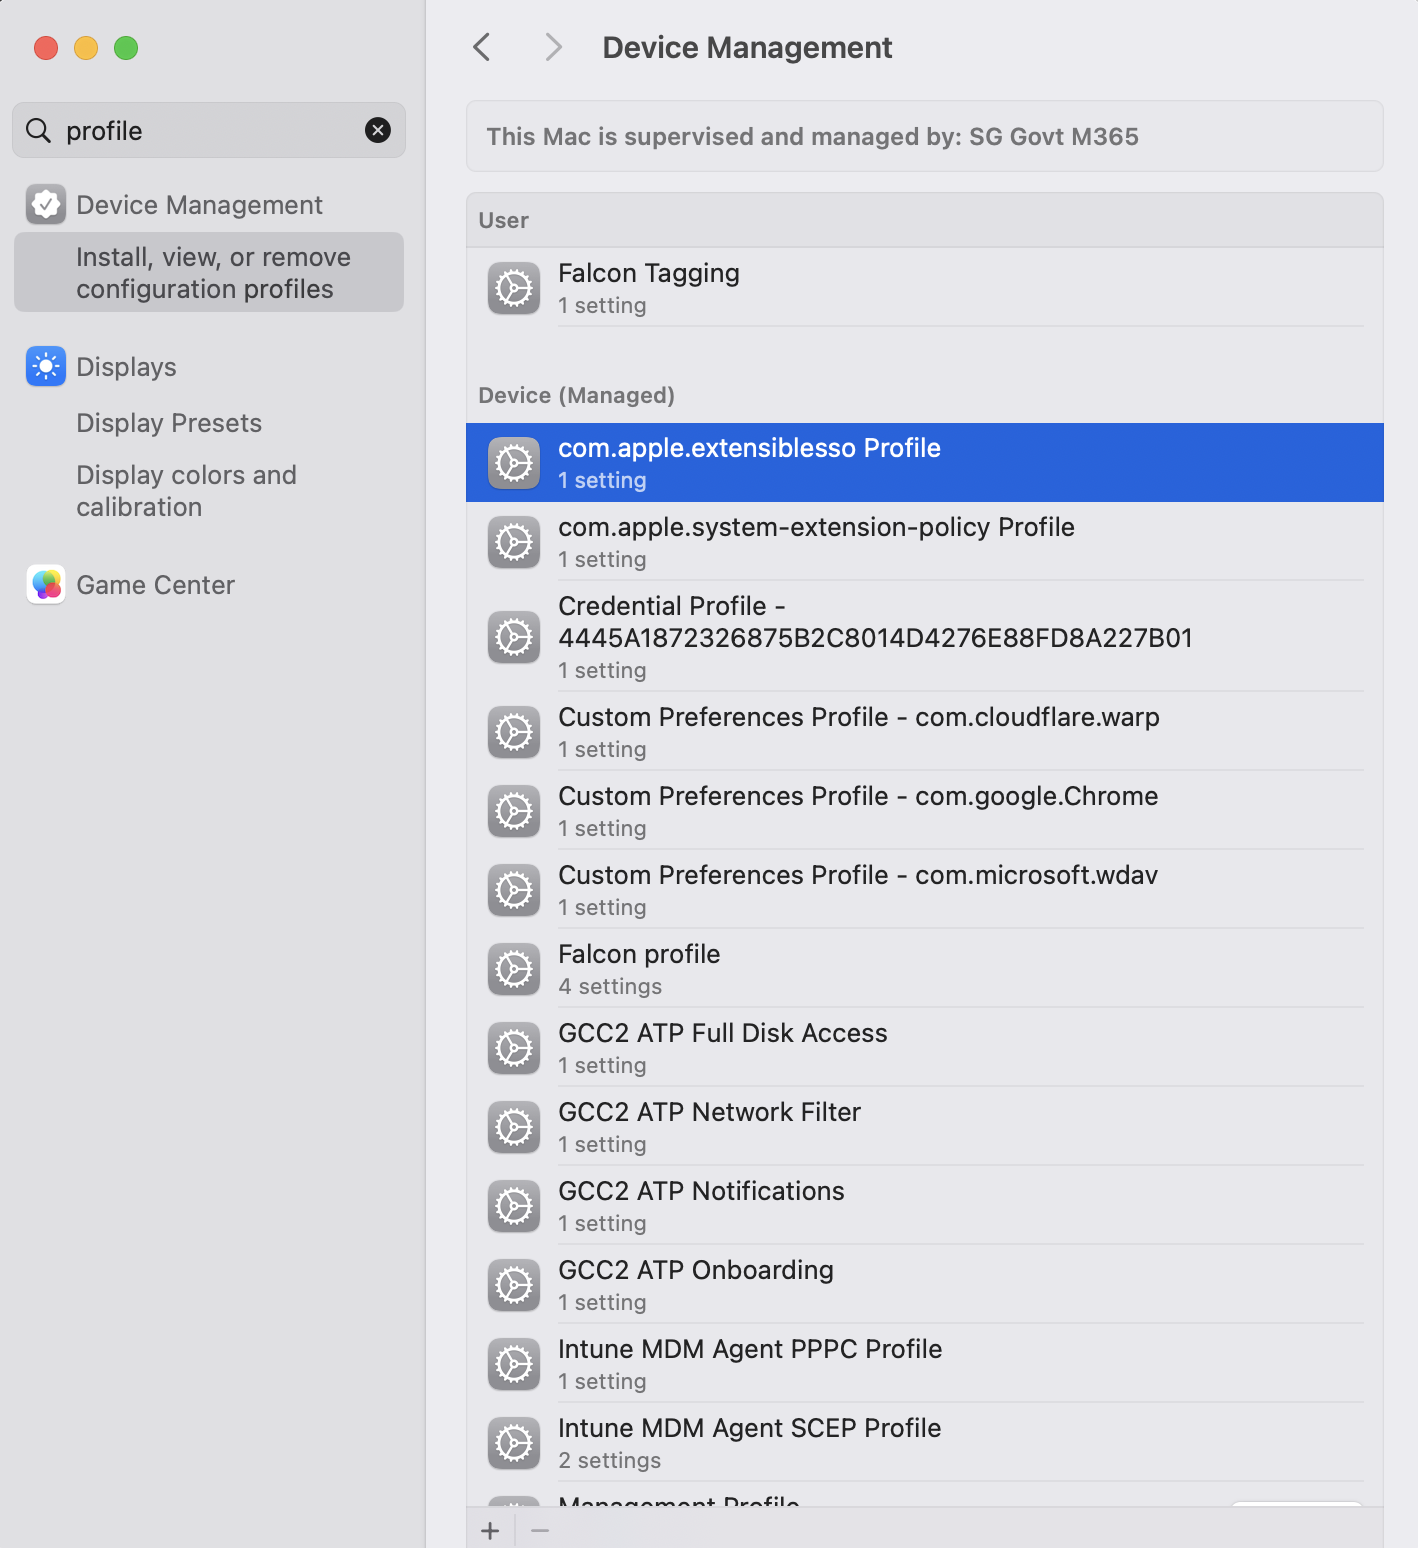 profile
Device Management
Install, view, or remove
configuration profiles
Displays
Display Presets
Display colors and
calibration
Game Center
Device Management
This Mac is supervised and managed by: SG Govt M365
User
Falcon Tagging
1 setting
Device (Managed)
com.apple.extensiblesso Profile
1 setting
com.apple.system-extension-policy Profile
1 setting
Credential Profile -
4445A1872326875B2C8014D4276E88FD8A227B01
1 setting
Custom Preferences Profile - com.cloudflare.warp
1 setting
Custom Preferences Profile - com.google.Chrome
1 setting
Custom Preferences Profile - com.microsoft.wdav
1 setting
Falcon profile
4 settings
GCC2 ATP Full Disk Access
1 setting
GCC2 ATP Network Filter
1 setting
GCC2 ATP Notifications
1 setting
GCC2 ATP Onboarding
1 setting
Intune MDM Agent PPPC Profile
1 setting
Intune MDM Agent SCEP Profile
2 settings
Management Profile